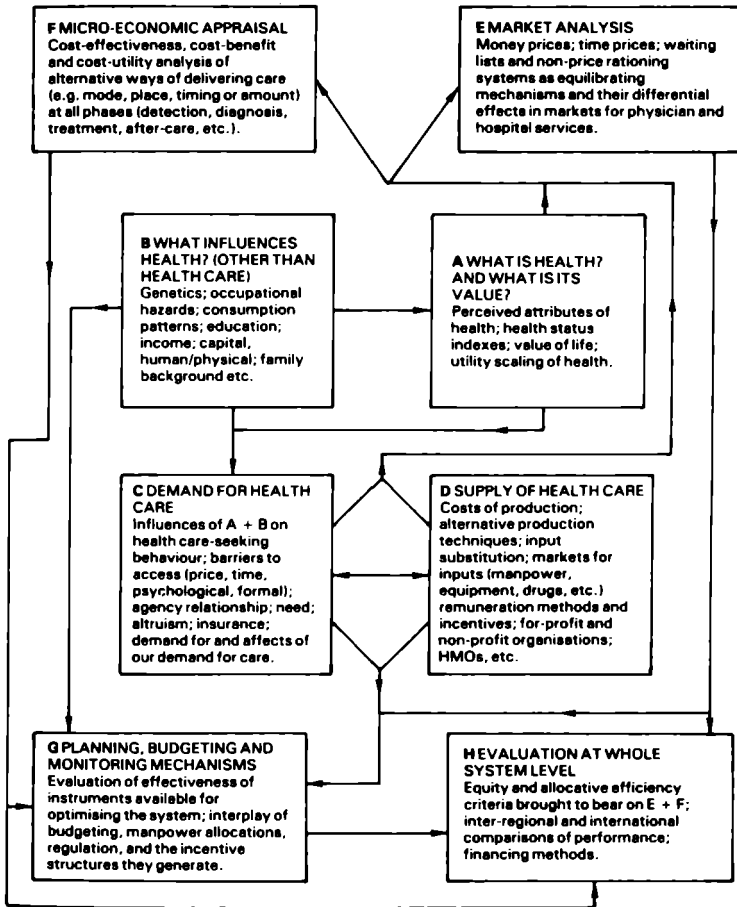 F MICRO-ECONOMIC APPRAISAL
Cost-effectiveness, cost-benefit
and cost-utility analysis of
alternative ways of delivering care
(e.g. mode, place, timing or amount)
at all phases (detection, diagnosis,
treatment, after-care, etc.).
E MARKET ANALYSIS
Money prices; time prices; waiting
lists and non-price rationing
systems as equilibrating
mechanisms and their differential
effects in markets for physician and
hospital services.
B WHAT INFLUENCES
HEALTH? (OTHER THAN
HEALTH CARE)
Genetics; occupational
hazards; consumption
patterns; education;
income; capital,
human/physical; family
background etc.
A WHAT IS HEALTH?
AND WHAT IS ITS
VALUE?
Perceived attributes of
health; health status
indexes; value of life;
utility scaling of health.
C DEMAND FOR HEALTH
CARE
Influences of A + B on
health care-seeking
behaviour; barriers to
access (price, time,
psychological, formal);
agency relationship; need;
altruism; insurance;
demand for and affects of
our demand for care.
D SUPPLY OF HEALTH CARE
Costs of production;
alternative production
techniques; input
substitution; markets for
inputs (manpower,
equipment, drugs, etc.)
remuneration methods and
incentives; for-profit and
non-profit organisations;
HMOs, etc.
G PLANNING, BUDGETING AND
MONITORING MECHANISMS
Evaluation of effectiveness of
instruments available for
optimising the system; interplay of
budgeting, manpower allocations,
regulation, and the incentive
structures they generate.
H EVALUATION AT WHOLE
SYSTEM LEVEL
Equity and allocative efficiency
criteria brought to bear on E + F;
inter-regional and international
comparisons of performance;
financing methods.